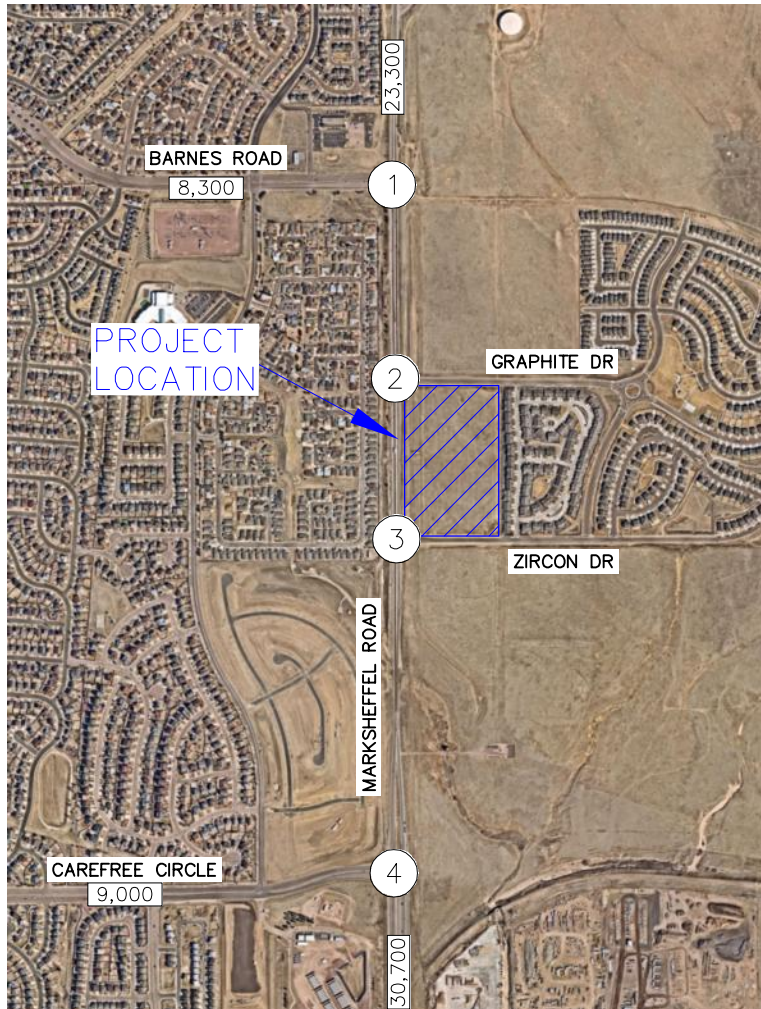 23,300
BARNES ROAD
8,300
1
PROJECT
LOCATION
2
GRAPHITE DR
3
ZIRCON DR
MARKSHEFFEL ROAD
CAREFREE CIRCLE
9,000
4
30,700